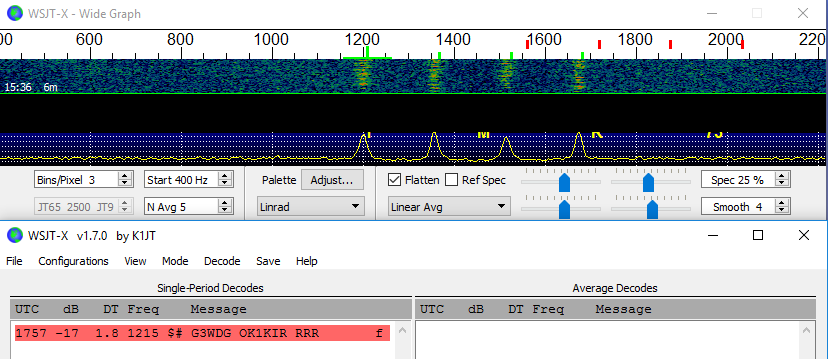 WSJT-X - Wide Graph
600 800 1000 1200 1400 1600 1800 2000
15:36 6m
T M R 73
Bins/Pixel 3 Start 400 Hz Palette Adjust... Flatten Ref Spec Spec 25 %
JT65 2500 JT9 N Avg 5 Linrad Linear Avg Smooth 4
WSJT-X v1.7.0 by K1JT
File Configurations View Mode Decode Save Help
Single-Period Decodes Average Decodes
UTC dB DT Freq Message UTC dB DT Freq Message
1757 -17 1.8 1215 $# G3WDG OK1KIR RRR f